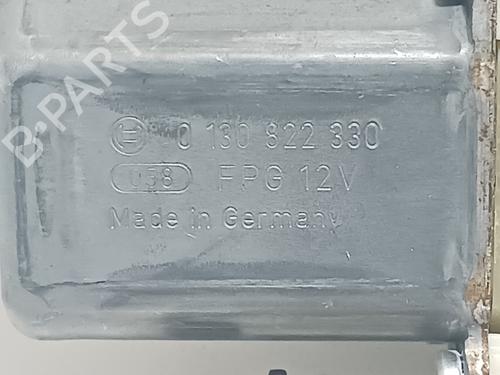 B-PARTS
0 130 822 330
058 FPG 12V
Made in Germany